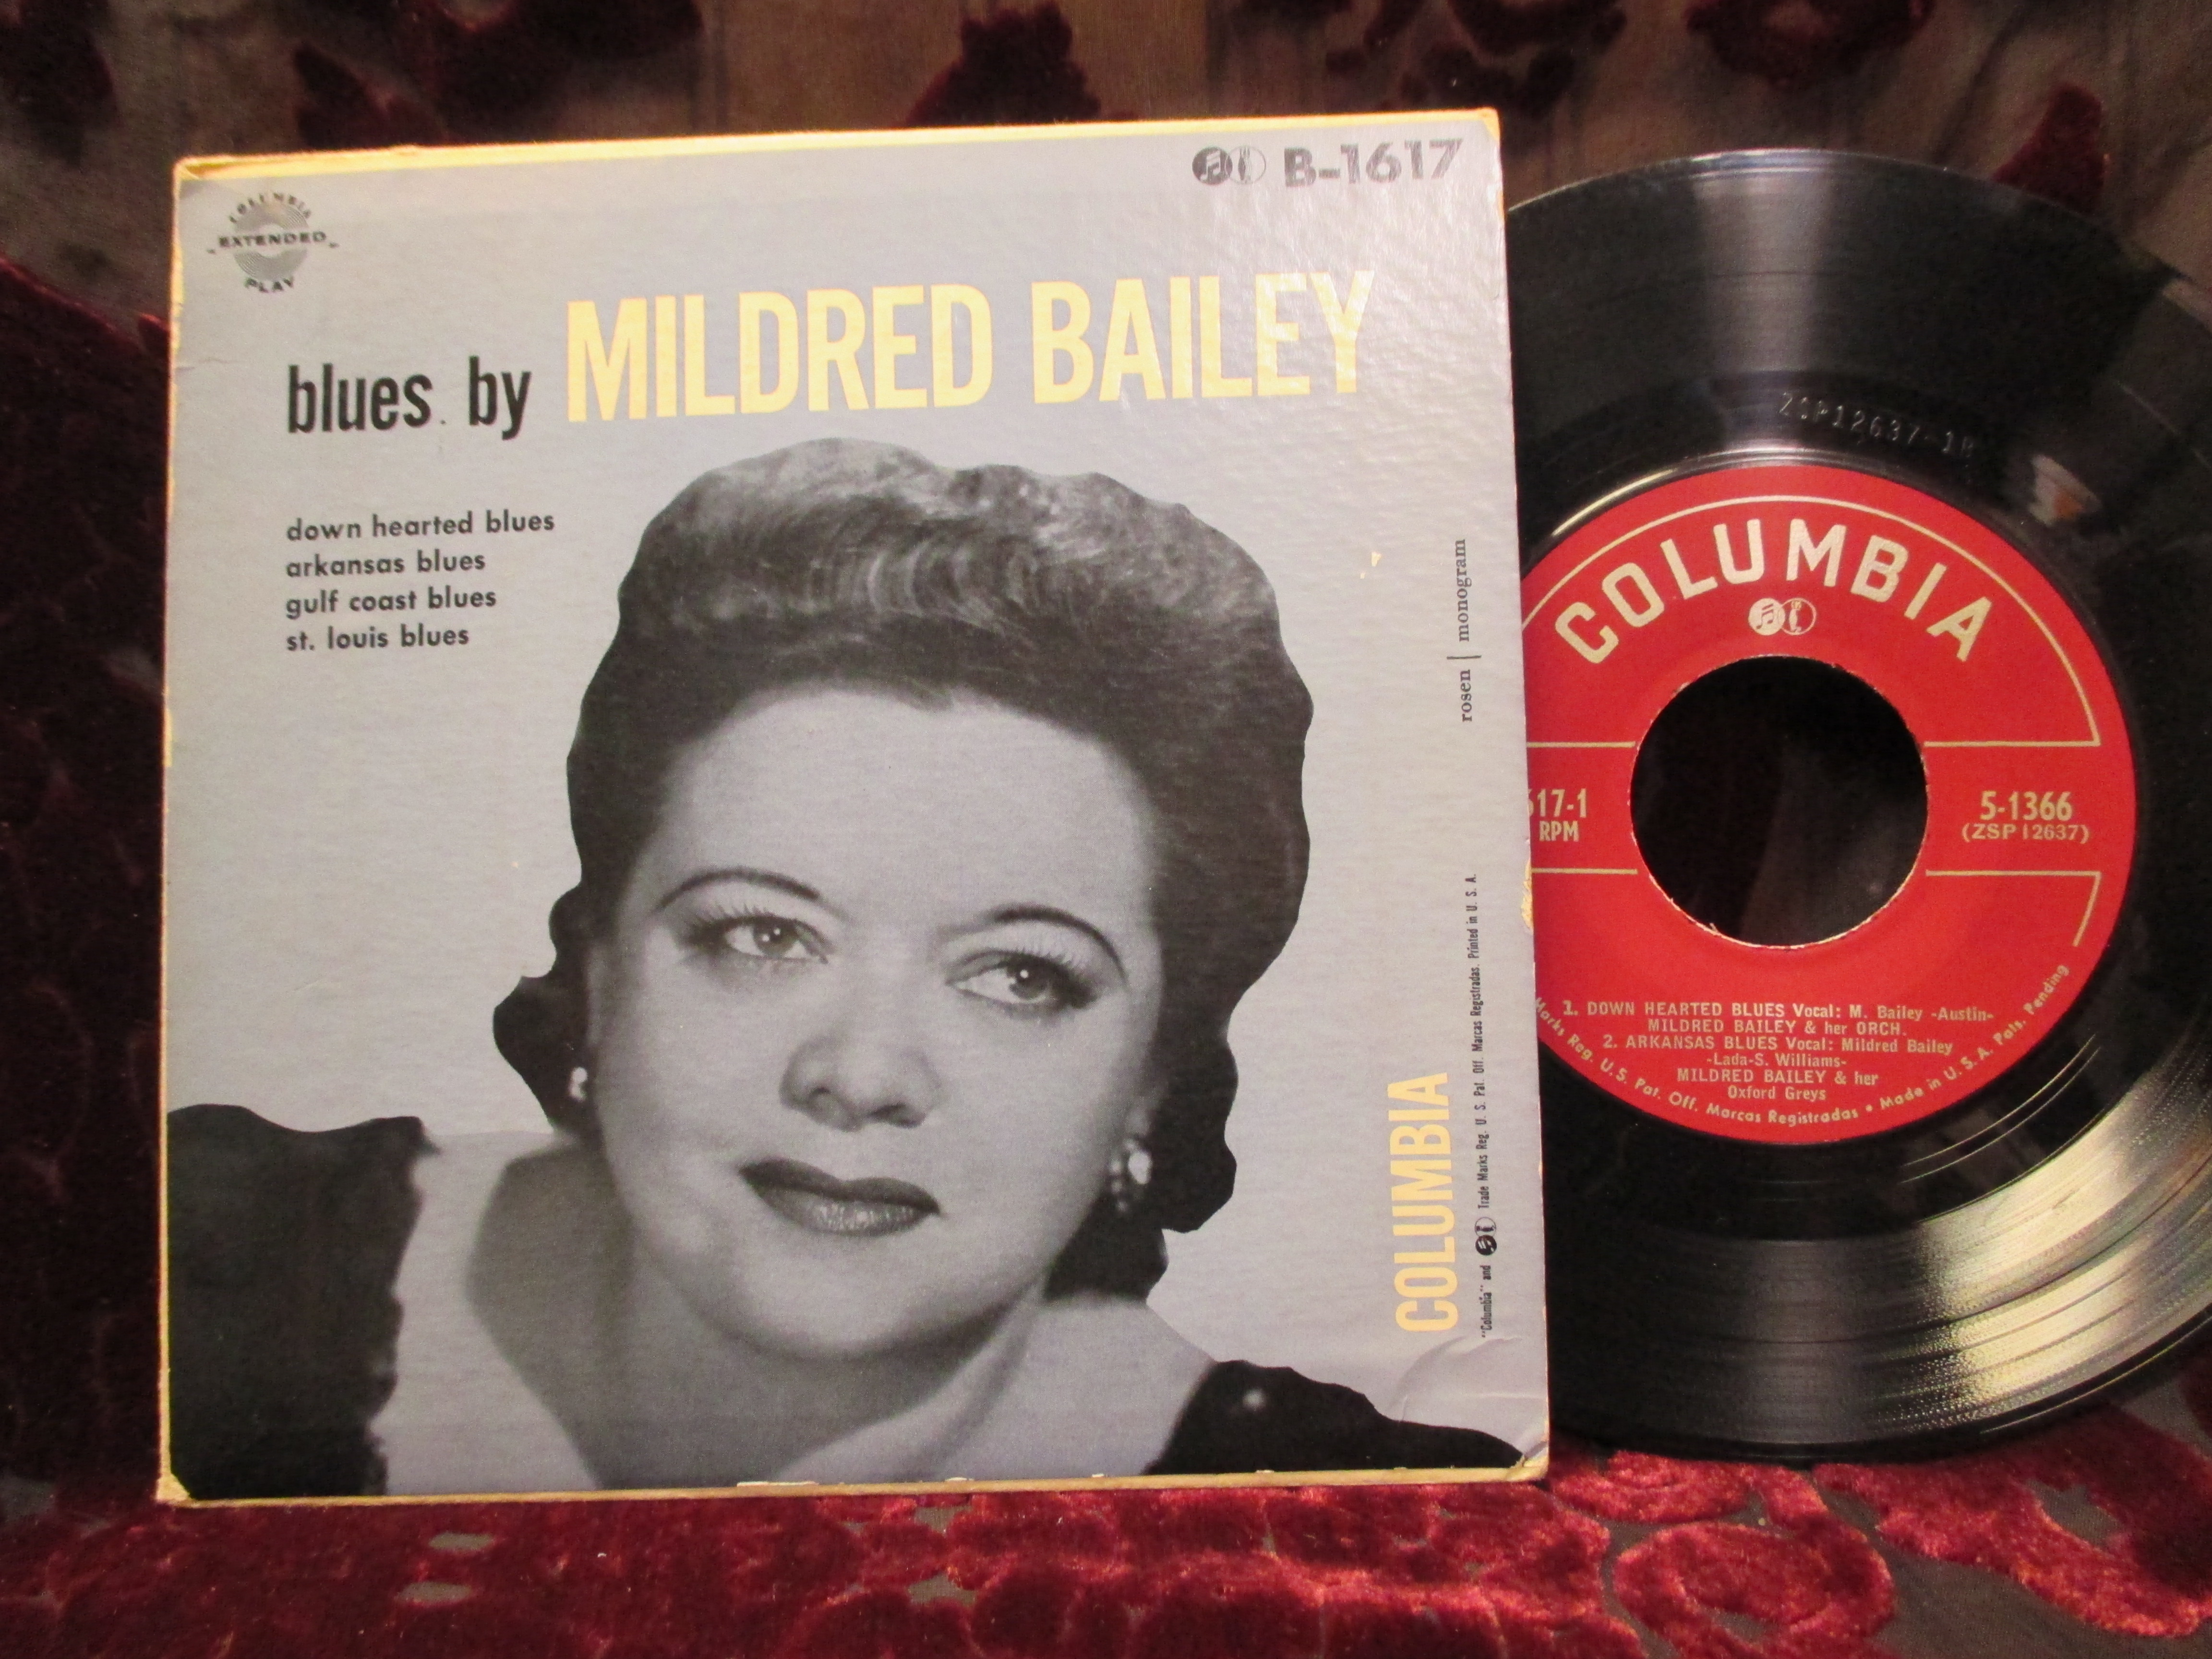 COLUMBIA
EXTENDED
PLAY
B-1617
blues by MILDRED BAILEY
down hearted blues
arkansas blues
gulf coast blues
st. louis blues
rosen | monogram
COLUMBIA
"Columbia" and Trade Marks Reg. U. S. Pat. Off. Marcas Registradas. Printed in U. S. A.
ZSP12637-1
COLUMBIA
617-1
RPM
5-1366
(ZSP12637)
1. DOWN HEARTED BLUES Vocal: M. Bailey -Austin-
MILDRED BAILEY & her ORCH.
2. ARKANSAS BLUES Vocal: Mildred Bailey
-Lada-S. Williams-
MILDRED BAILEY & her
Oxford Greys
Marks Reg. U.S. Pat. Off. Marcas Registradas • Made in U.S.A. Pats. Pending